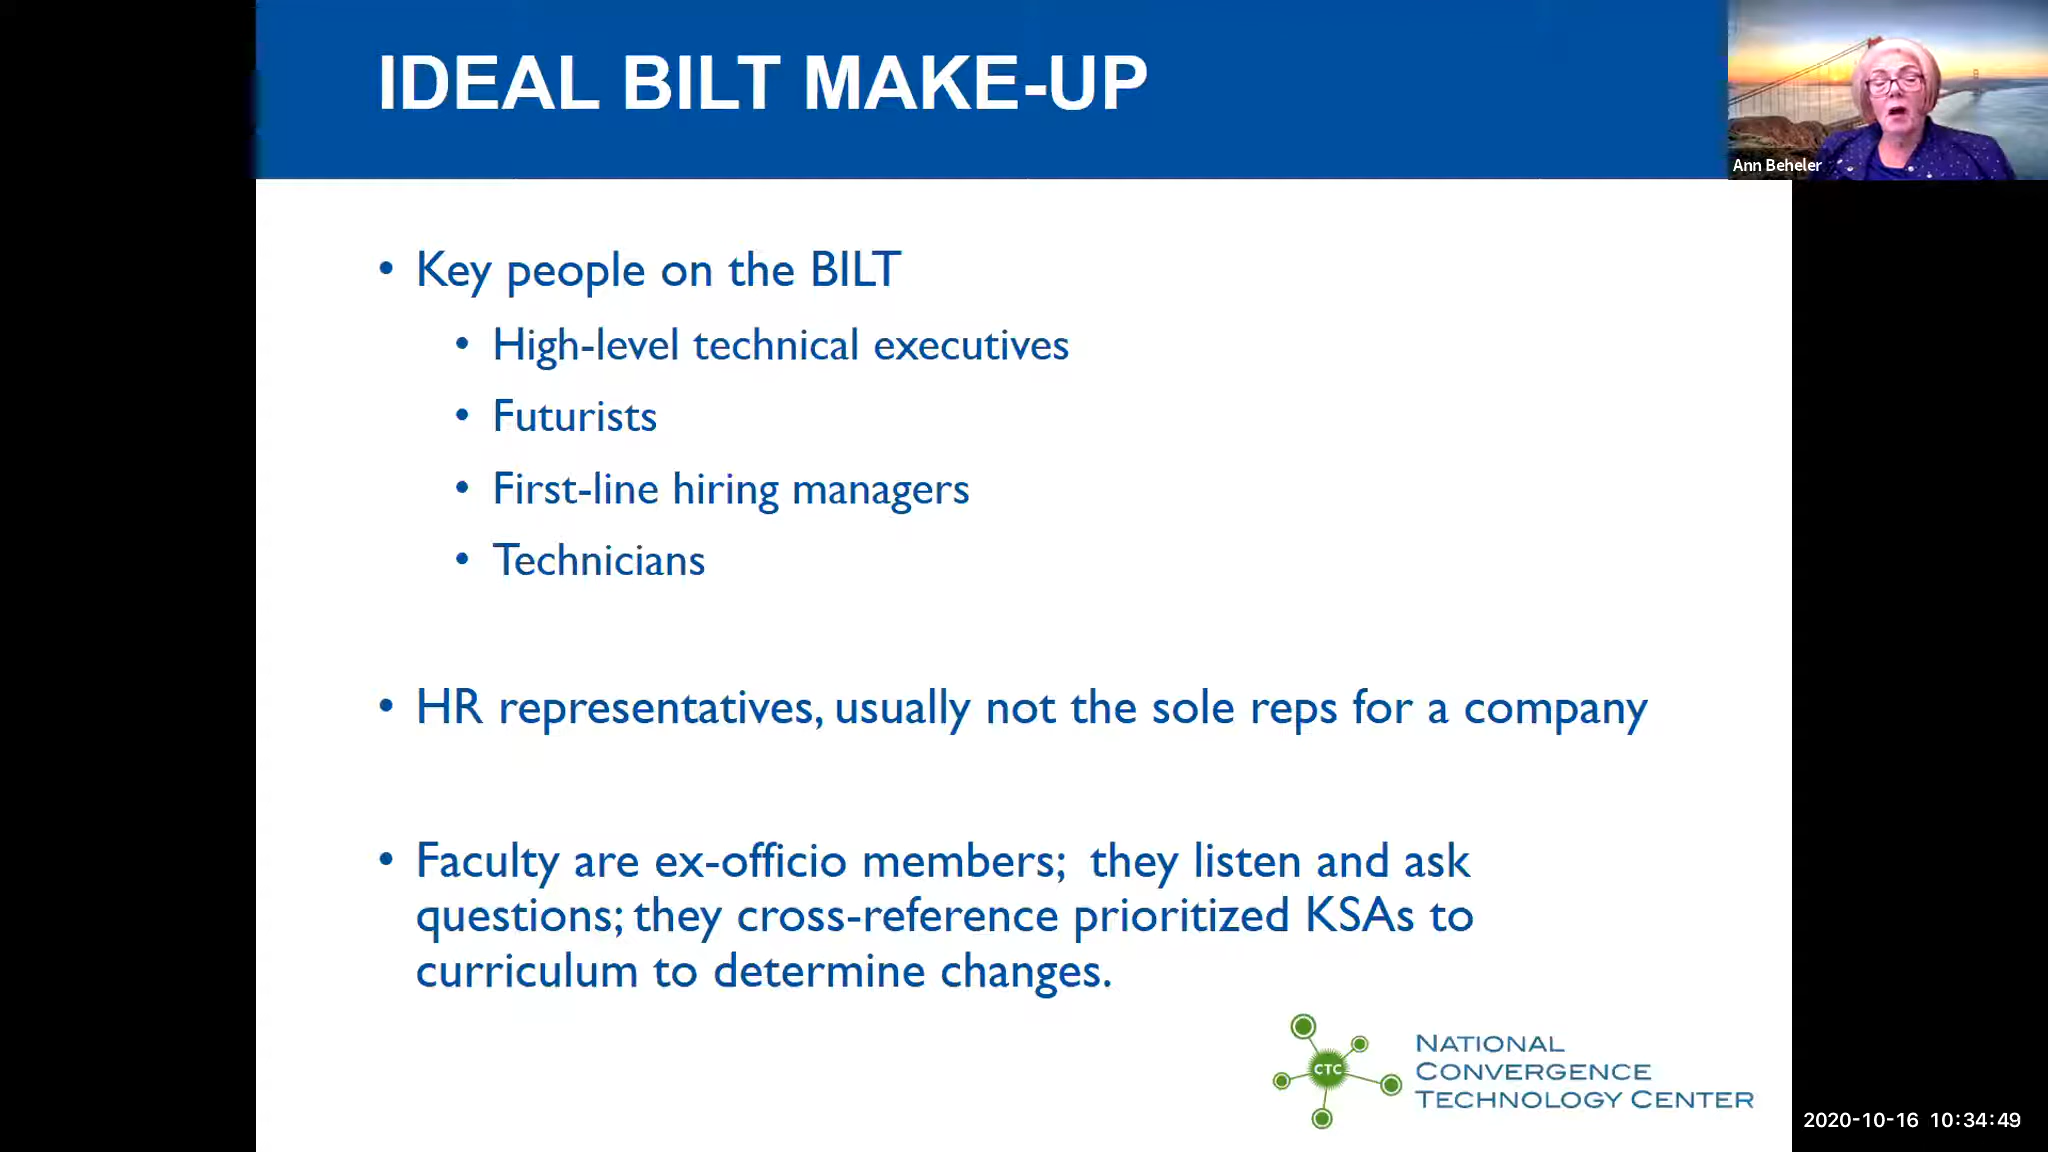 IDEAL BILT MAKE-UP
Ann Beheler
• Key people on the BILT
• High-level technical executives
• Futurists
• First-line hiring managers
• Technicians
• HR representatives, usually not the sole reps for a company
• Faculty are ex-officio members; they listen and ask
questions; they cross-reference prioritized KSAs to
curriculum to determine changes.
CTC
NATIONAL
CONVERGENCE
TECHNOLOGY CENTER
2020-10-16 10:34:49